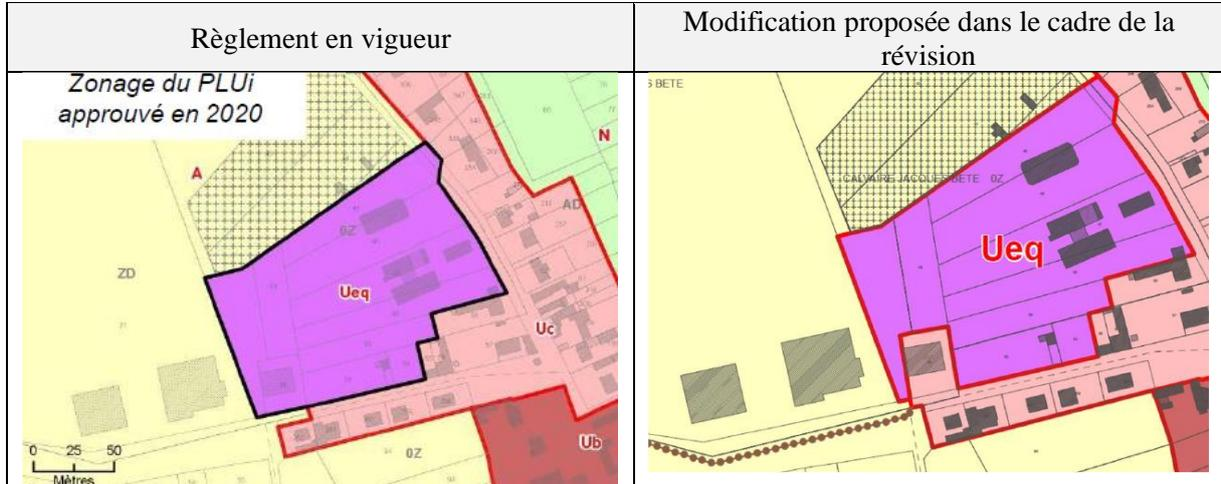 Règlement en vigueur
Modification proposée dans le cadre de la
révision
Zonage du PLUi
approuvé en 2020
A
N
AD
0Z
ZD
Ueq
Uc
Ub
0Z
0 25 50
Mètres
S BETE
CALVAIRE JACQUES BETE 0Z
Ueq